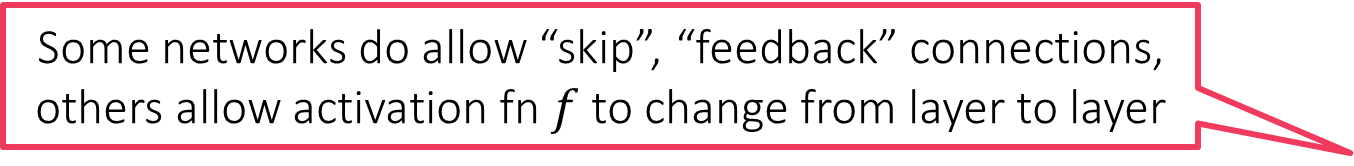 Some networks do allow “skip”, “feedback” connections,
others allow activation fn 𝑓 to change from layer to layer